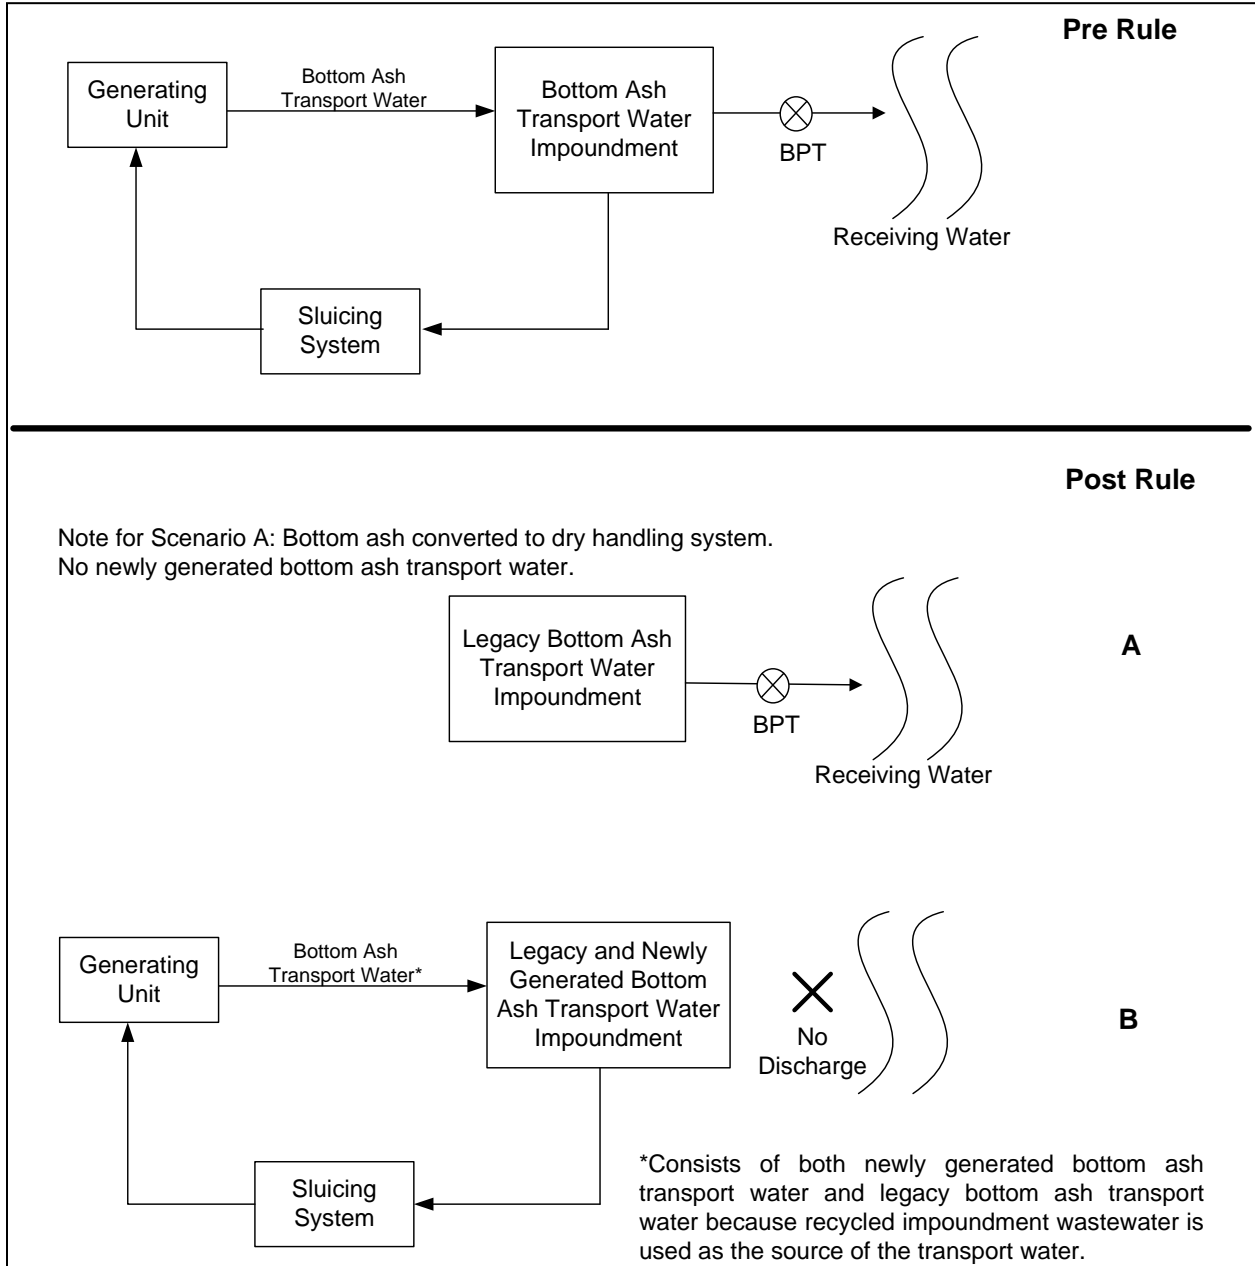 Pre Rule
Generating
Unit
Bottom Ash
Transport Water
Bottom Ash
Transport Water
Impoundment
BPT
Receiving Water
Sluicing
System
Post Rule
Note for Scenario A: Bottom ash converted to dry handling system.
No newly generated bottom ash transport water.
Legacy Bottom Ash
Transport Water
Impoundment
BPT
Receiving Water
A
Generating
Unit
Bottom Ash
Transport Water*
Legacy and Newly
Generated Bottom
Ash Transport Water
Impoundment
No
Discharge
B
Sluicing
System
*Consists of both newly generated bottom ash
transport water and legacy bottom ash transport
water because recycled impoundment wastewater is
used as the source of the transport water.